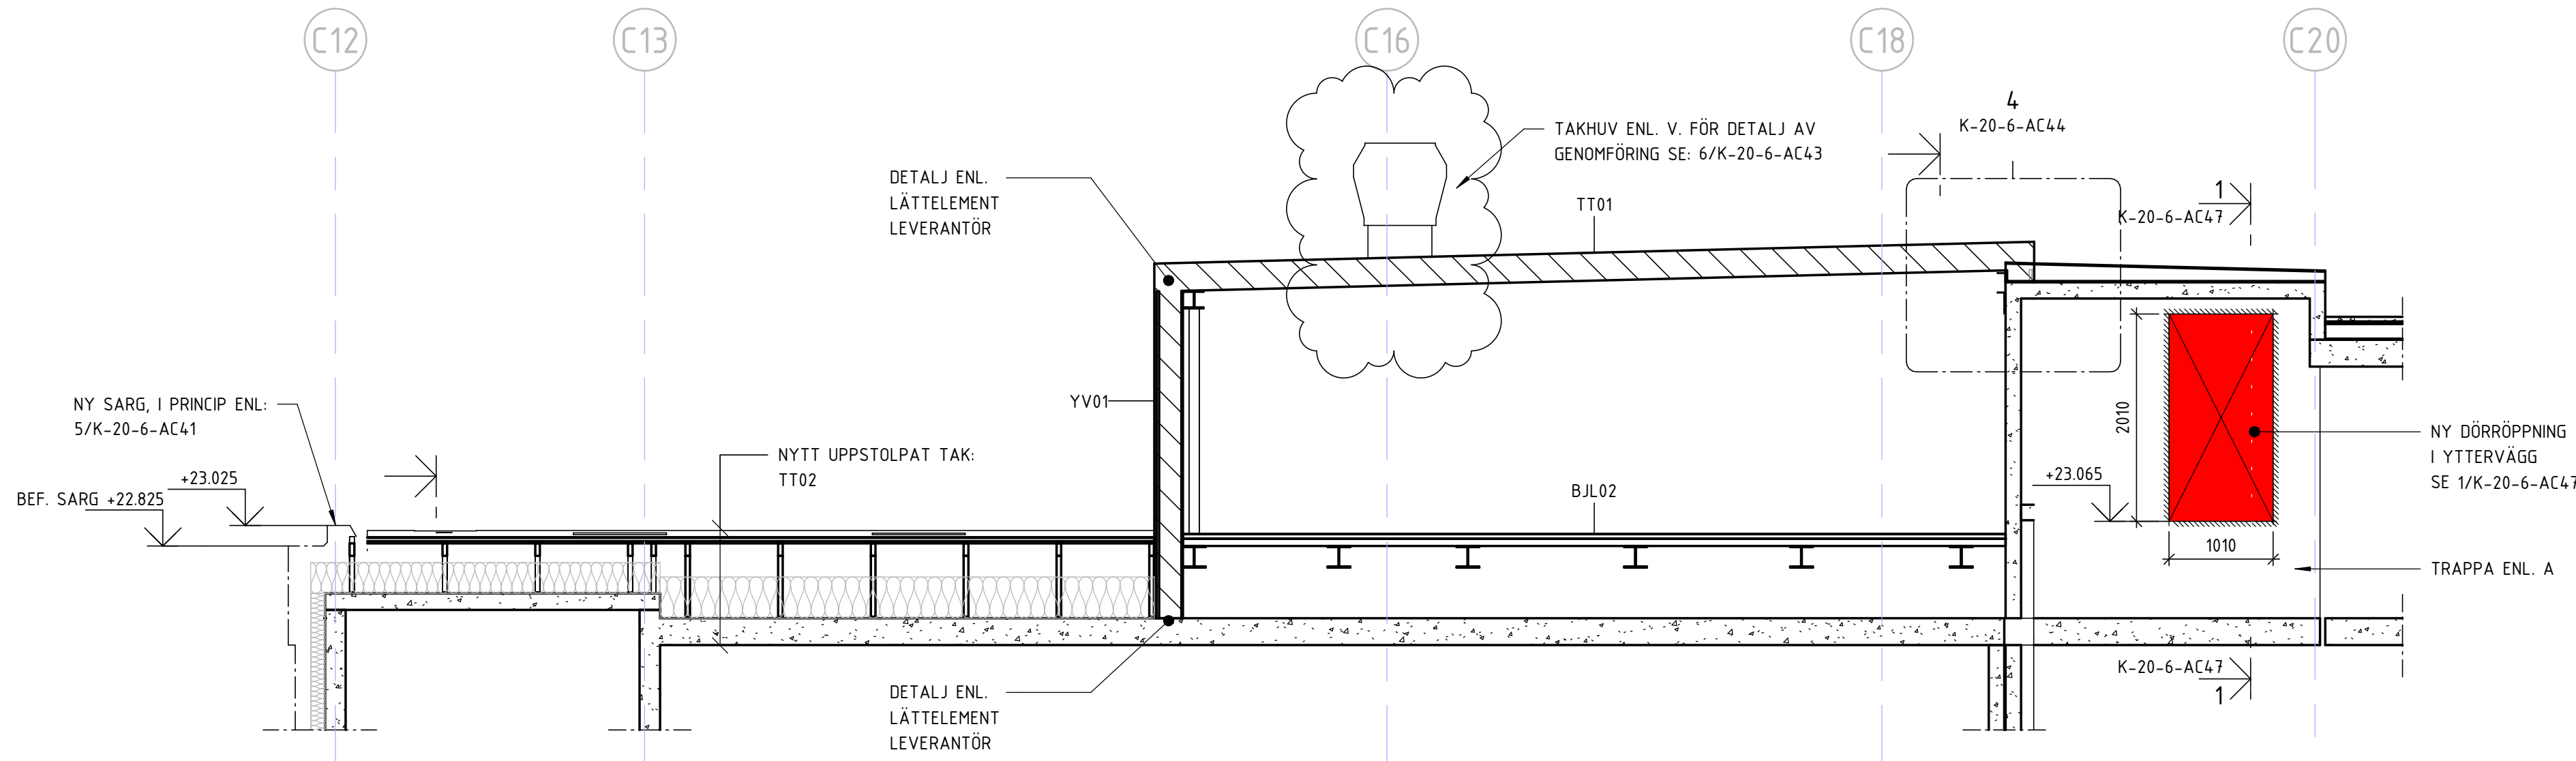 C12
C13
C16
C18
C20
4
K-20-6-AC44
TAKHUV ENL. V. FÖR DETALJ AV
GENOMFÖRING SE: 6/K-20-6-AC43
DETALJ ENL.
LÄTTELEMENT
LEVERANTÖR
TT01
1
K-20-6-AC47
YV01
NY SARG, I PRINCIP ENL:
5/K-20-6-AC41
2010
NY DÖRRÖPPNING
I YTTERVÄGG
SE 1/K-20-6-AC47
NYTT UPPSTOLPAT TAK:
TT02
+23.025
BEF. SARG +22.825
+23.065
BJL02
1010
TRAPPA ENL. A
K-20-6-AC47
1
DETALJ ENL.
LÄTTELEMENT
LEVERANTÖR